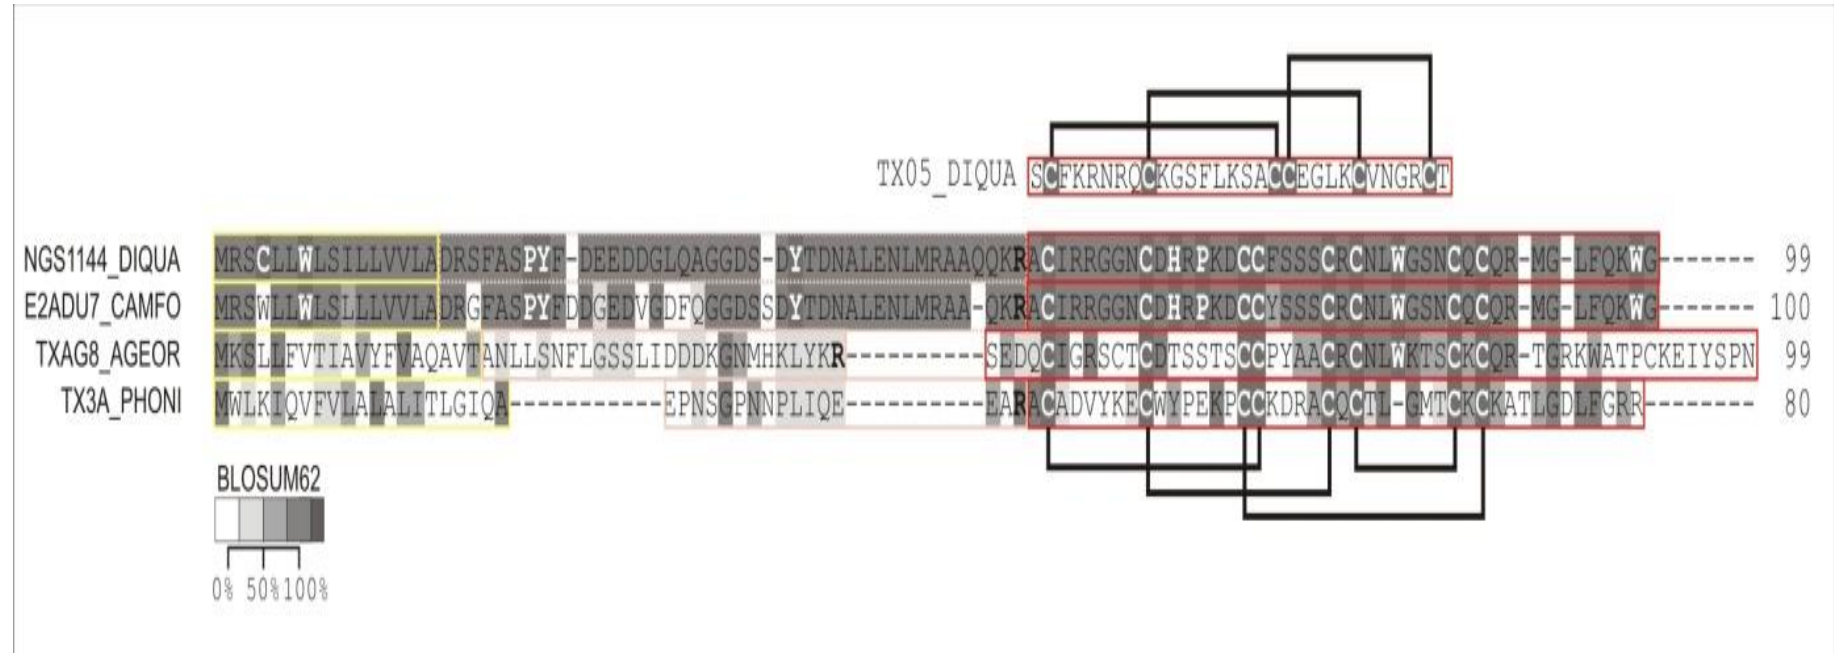 TX05_DIQUA SCFKRNRQCKGSFLKSACCEGLKCVNGRCT
NGS1144_DIQUA MRSCLLWLSILLVVLADRSFASPYF-DEEDDGLQAGGDS-DYTDNALENLMRAAQQKRACIRRGGNCDHRPKDCCFSSSCRCNLWGSNCQCQR-MG-LFQKWG------- 99
E2ADU7_CAMFO MRSWLLWLSLLLVVLADRGFASPYFDDGEDVGDFQGGDSSDYTDNALENLMRAA-QKRACIRRGGNCDHRPKDCCYSSSCRCNLWGSNCQCQR-MG-LFQKWG------- 100
TXAG8_AGEOR MKSLLFVTIAVYFVAQAVTANLLSNFLGSSLIDDDKGNMHKLYKR----------SEDQCIGRSCTCDTSSTSCCPYAACRCNLWKTSCKCQR-TGRKWATPCKEIYSPN 99
TX3A_PHONI MWLKIQVFVLALALITLGIQA-----------EPNSGPNNPLIQE----------EARACADVYKECWYPEKPCCKDRACQCTL-GMTCKCKATLGDLFGRR-------- 80
BLOSUM62
0% 50% 100%